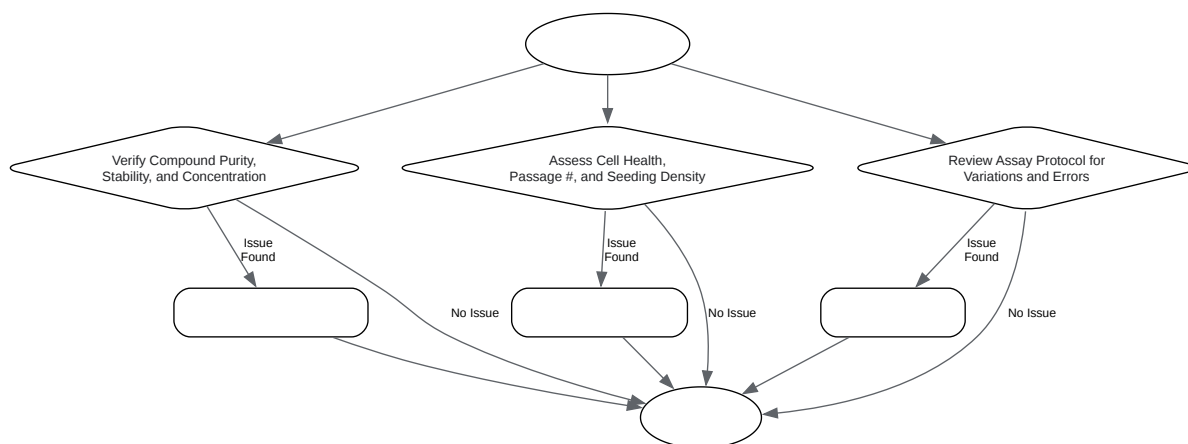 Verify Compound Purity,
Stability, and Concentration
Assess Cell Health,
Passage #, and Seeding Density
Review Assay Protocol for
Variations and Errors
Issue
Found
Issue
Found
Issue
Found
No Issue
No Issue
No Issue